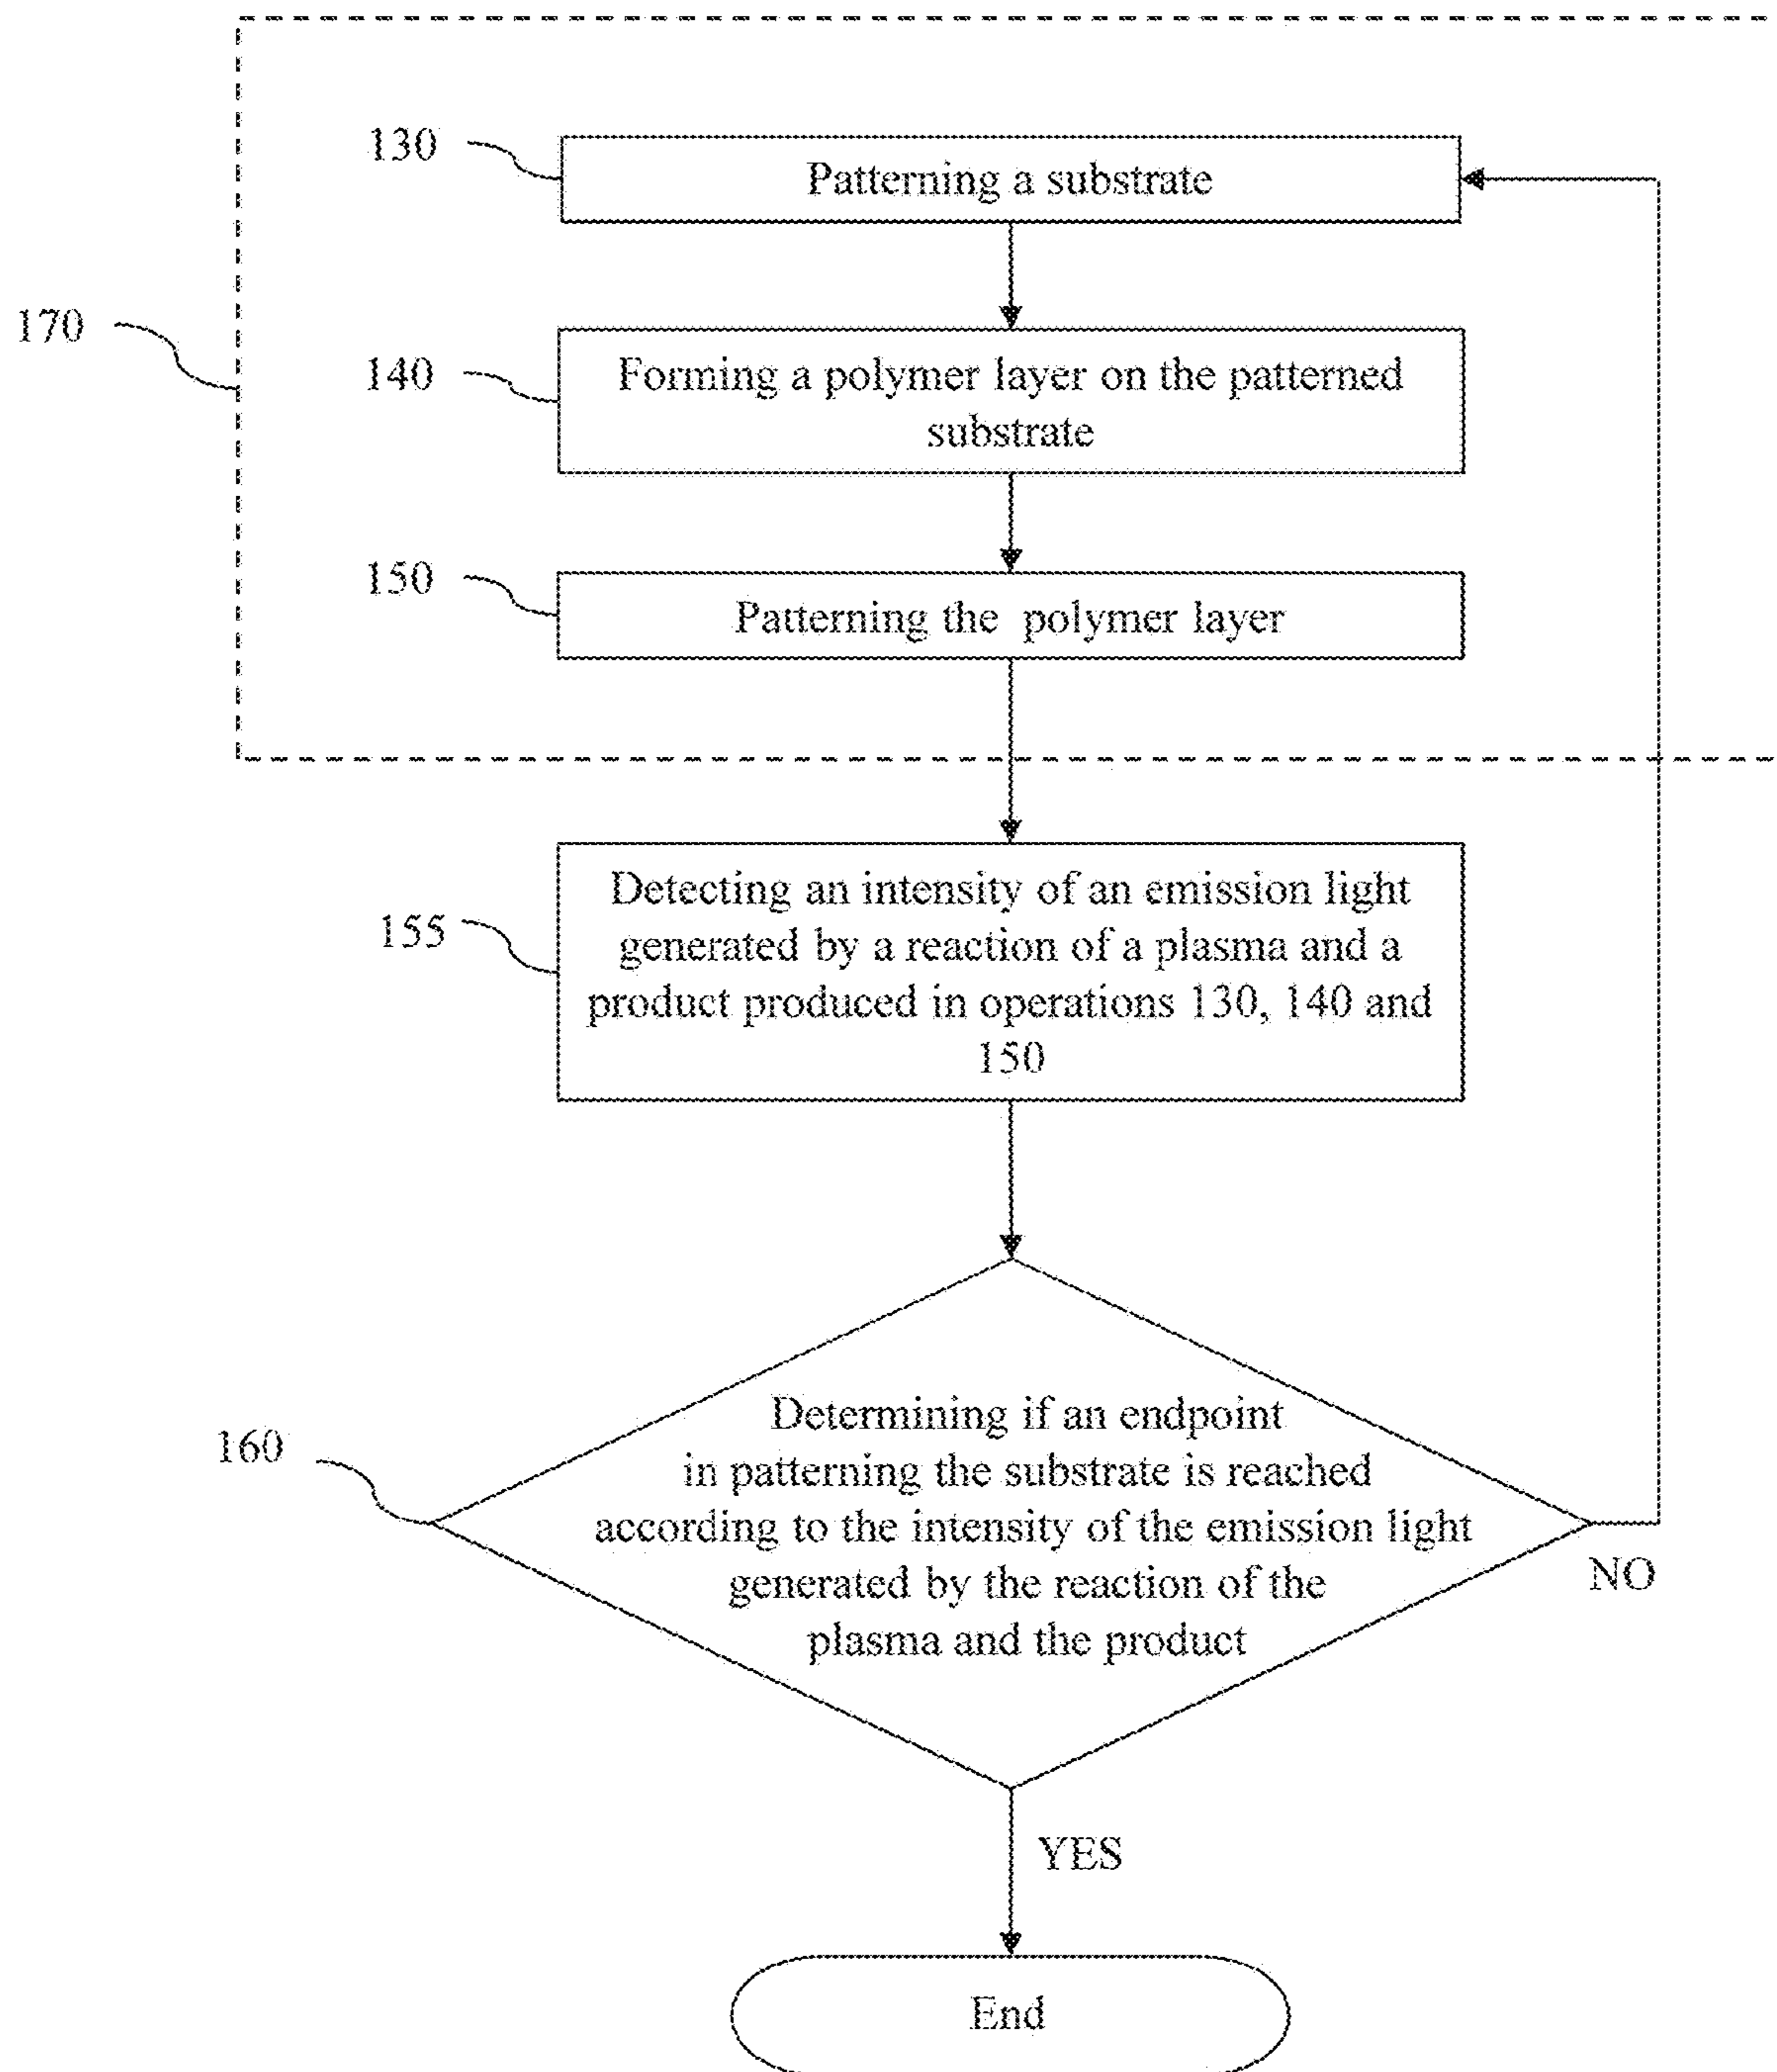 130
Patterning a substrate
170
140
Forming a polymer layer on the patterned
substrate
150
Patterning the polymer layer
155
Detecting an intensity of an emission light
generated by a reaction of a plasma and a
product produced in operations 130, 140 and
150
160
Determining if an endpoint
in patterning the substrate is reached
according to the intensity of the emission light
generated by the reaction of the
plasma and the product
NO
YES
End